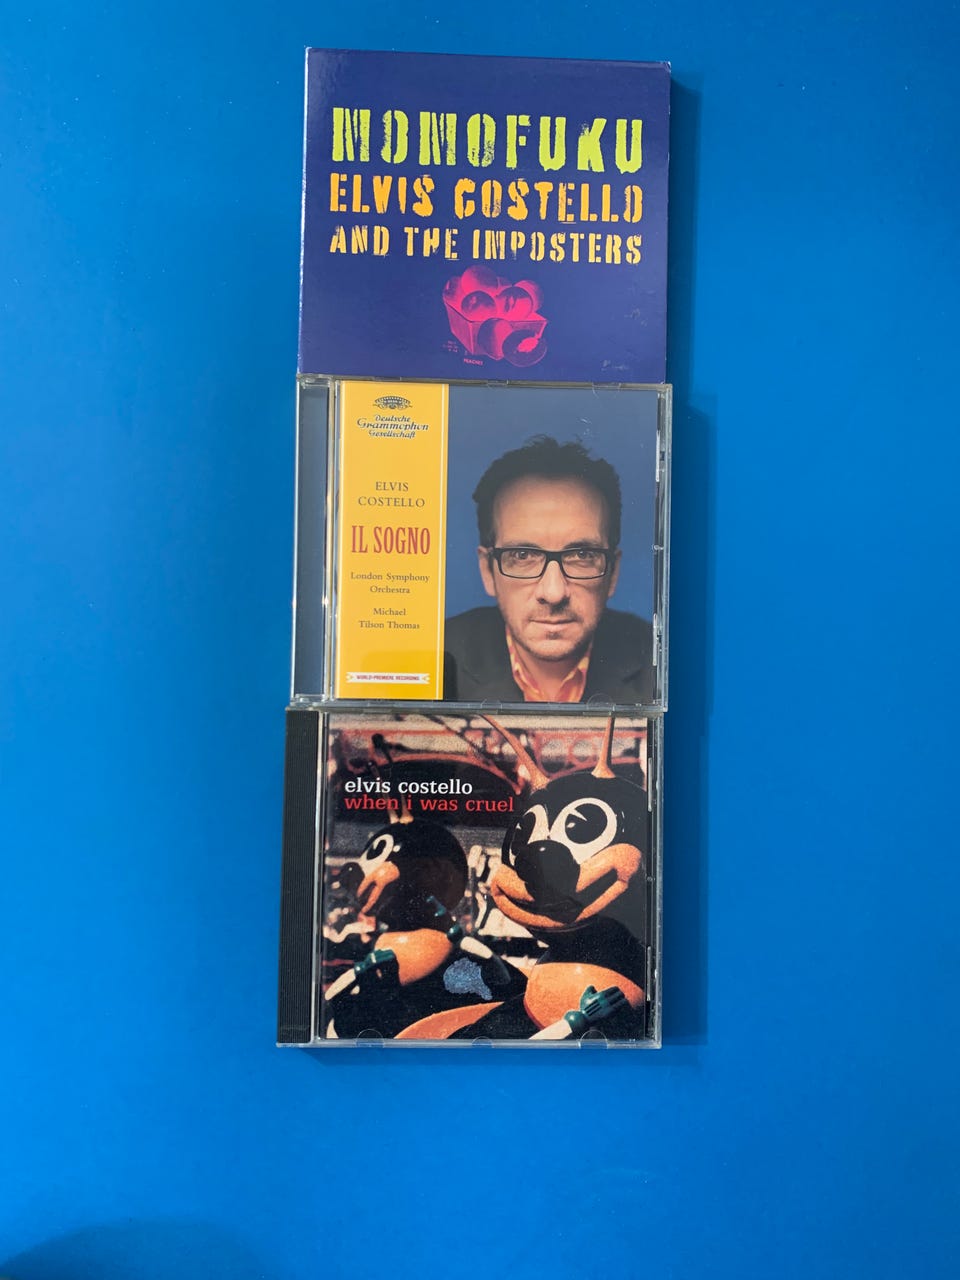 MOMOFUKU
ELVIS COSTELLO
AND THE IMPOSTERS
Deutsche
Grammophon
Gesellschaft
ELVIS
COSTELLO
IL SOGNO
London Symphony
Orchestra
Michael
Tilson Thomas
WORLD-PREMIERE RECORDING
elvis costello
when i was cruel